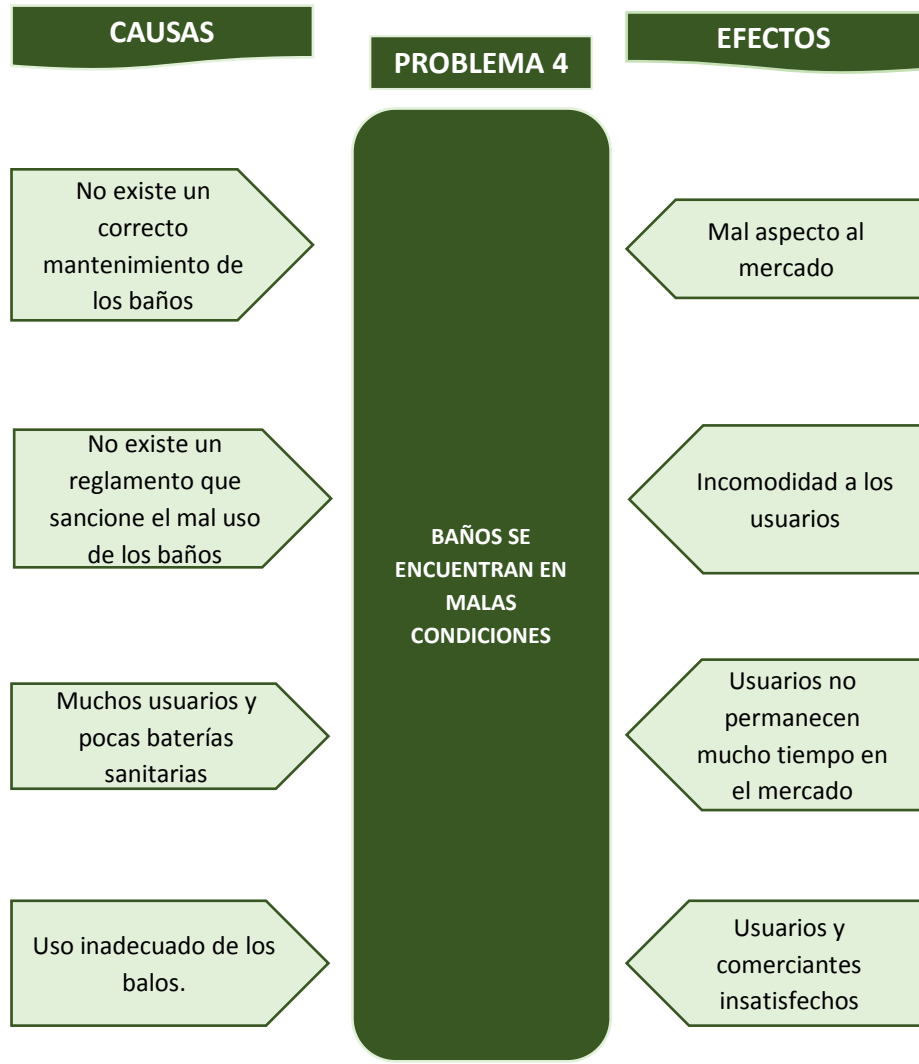 CAUSAS
PROBLEMA 4
EFECTOS
No existe un
correcto
mantenimiento de
los baños
No existe un
reglamento que
sancione el mal uso
de los baños
Muchos usuarios y
pocas baterías
sanitarias
Uso inadecuado de los
balos.
BAÑOS SE
ENCUENTRAN EN
MALAS
CONDICIONES
Mal aspecto al
mercado
Incomodidad a los
usuarios
Usuarios no
permanecen
mucho tiempo en
el mercado
Usuarios y
comerciantes
insatisfechos